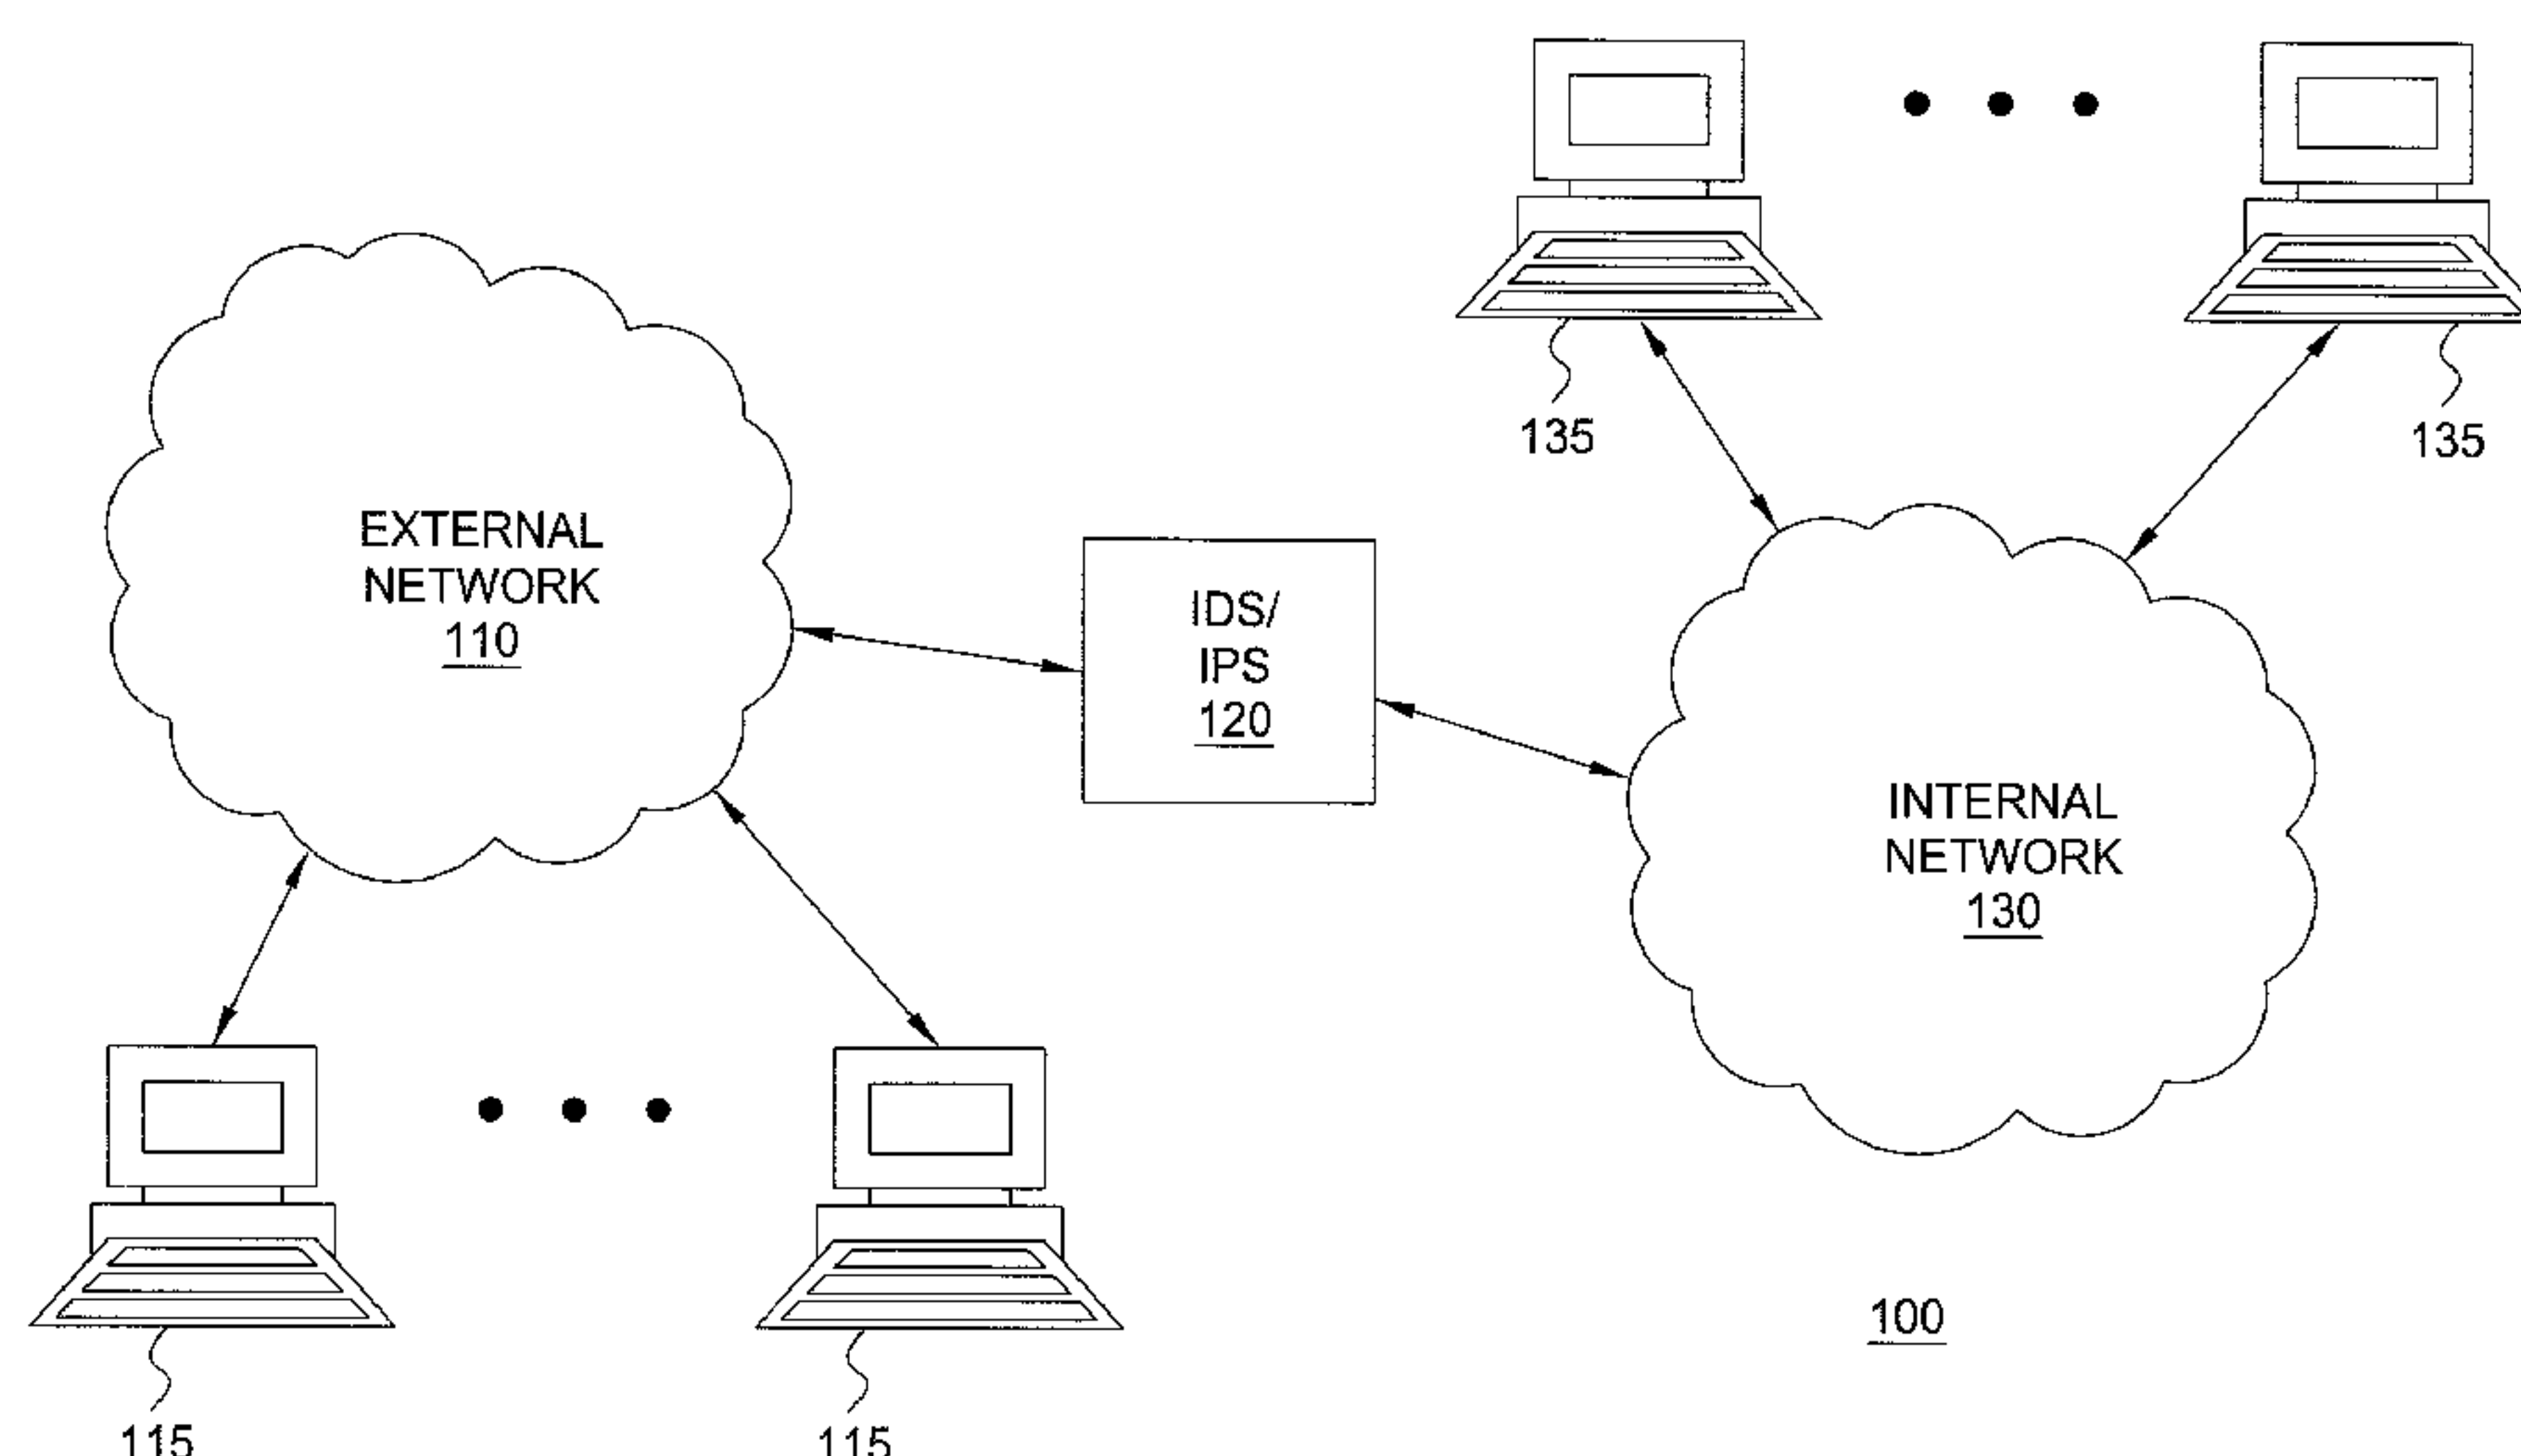 135
135
EXTERNAL
NETWORK
110
IDS/
IPS
120
INTERNAL
NETWORK
130
100
115
115